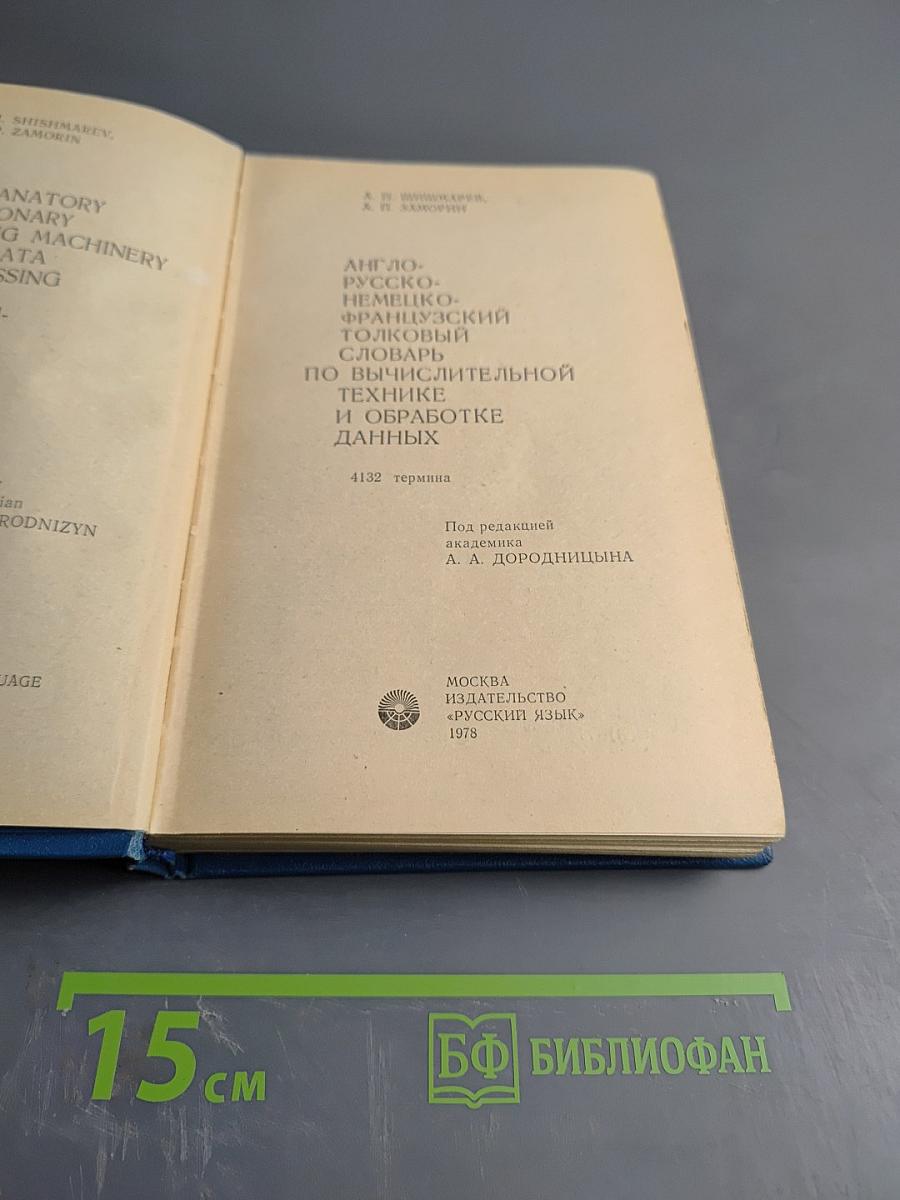 SHISHMAREV,
ZAMORIN
ANATORY
ONARY
G MACHINERY
ATA
SSING
ian
RODNIZYN
UAGE
А. П. ЗАМОРИН
АНГЛО-
РУССКО-
НЕМЕЦКО-
ФРАНЦУЗСКИЙ
ТОЛКОВЫЙ
СЛОВАРЬ
ПО ВЫЧИСЛИТЕЛЬНОЙ
ТЕХНИКЕ
И ОБРАБОТКЕ
ДАННЫХ
4132 термина
Под редакцией
академика
А. А. ДОРОДНИЦЫНА
МОСКВА
ИЗДАТЕЛЬСТВО
«РУССКИЙ ЯЗЫК»
1978
15 см
БФ БИБЛИОФАН